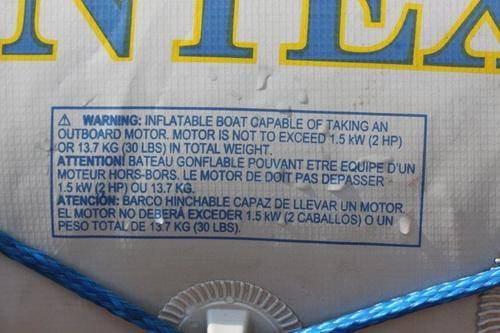 NTEX
⚠ WARNING: INFLATABLE BOAT CAPABLE OF TAKING AN
OUTBOARD MOTOR. MOTOR IS NOT TO EXCEED 1.5 kW (2 HP)
OR 13.7 KG (30 LBS) IN TOTAL WEIGHT.
ATTENTION! BATEAU GONFLABLE POUVANT ETRE EQUIPE D'UN
MOTEUR HORS-BORS. LE MOTEUR DE DOIT PAS DEPASSER
1.5 kW (2 HP) OU 13.7 KG.
ATENCIÓN: BARCO HINCHABLE CAPAZ DE LLEVAR UN MOTOR.
EL MOTOR NO DEBERÁ EXCEDER 1.5 kW (2 CABALLOS) O UN
PESO TOTAL DE 13.7 KG (30 LBS).